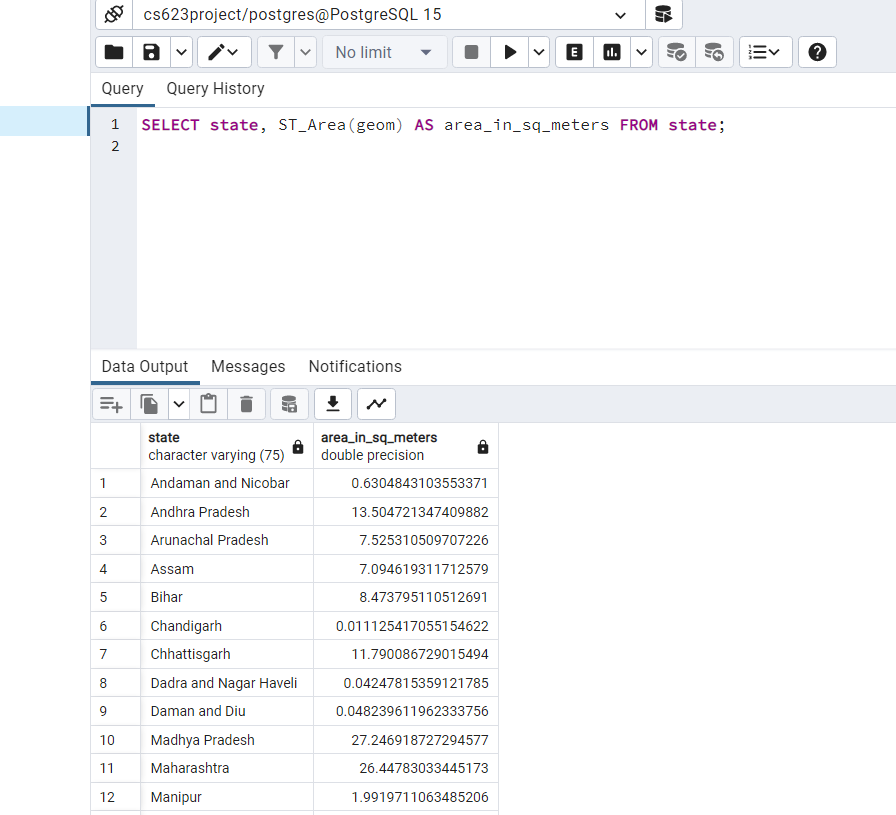 cs623project/postgres@PostgreSQL 15
No limit
E
Query Query History
1 SELECT state, ST_Area(geom) AS area_in_sq_meters FROM state;
2
Data Output Messages Notifications
state area_in_sq_meters
character varying (75) double precision
1 Andaman and Nicobar 0.6304843103553371
2 Andhra Pradesh 13.504721347409882
3 Arunachal Pradesh 7.525310509707226
4 Assam 7.094619311712579
5 Bihar 8.473795110512691
6 Chandigarh 0.011125417055154622
7 Chhattisgarh 11.790086729015494
8 Dadra and Nagar Haveli 0.04247815359121785
9 Daman and Diu 0.048239611962333756
10 Madhya Pradesh 27.246918727294577
11 Maharashtra 26.44783033445173
12 Manipur 1.9919711063485206